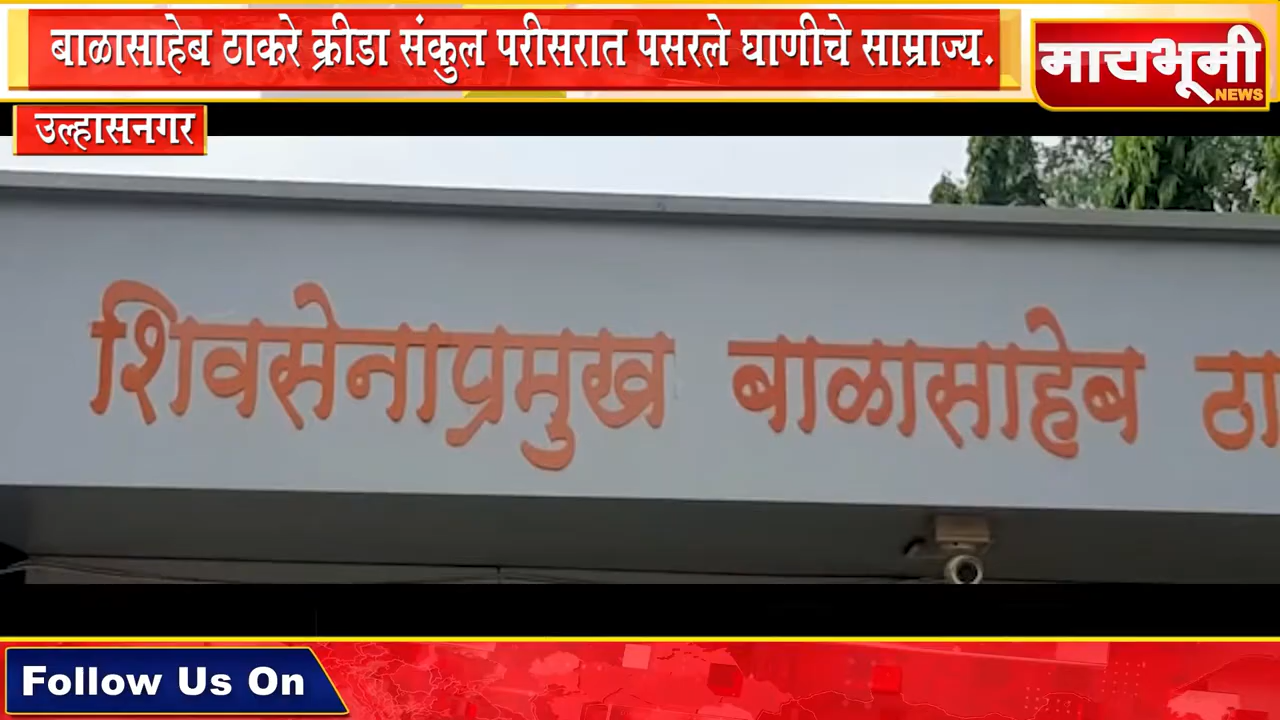 बाळासाहेब ठाकरे क्रीडा संकुल परीसरात पसरले घाणीचे साम्राज्य.
मायभूमी
NEWS
उल्हासनगर
शिवसेनाप्रमुख बाळासाहेब ठा
Follow Us On